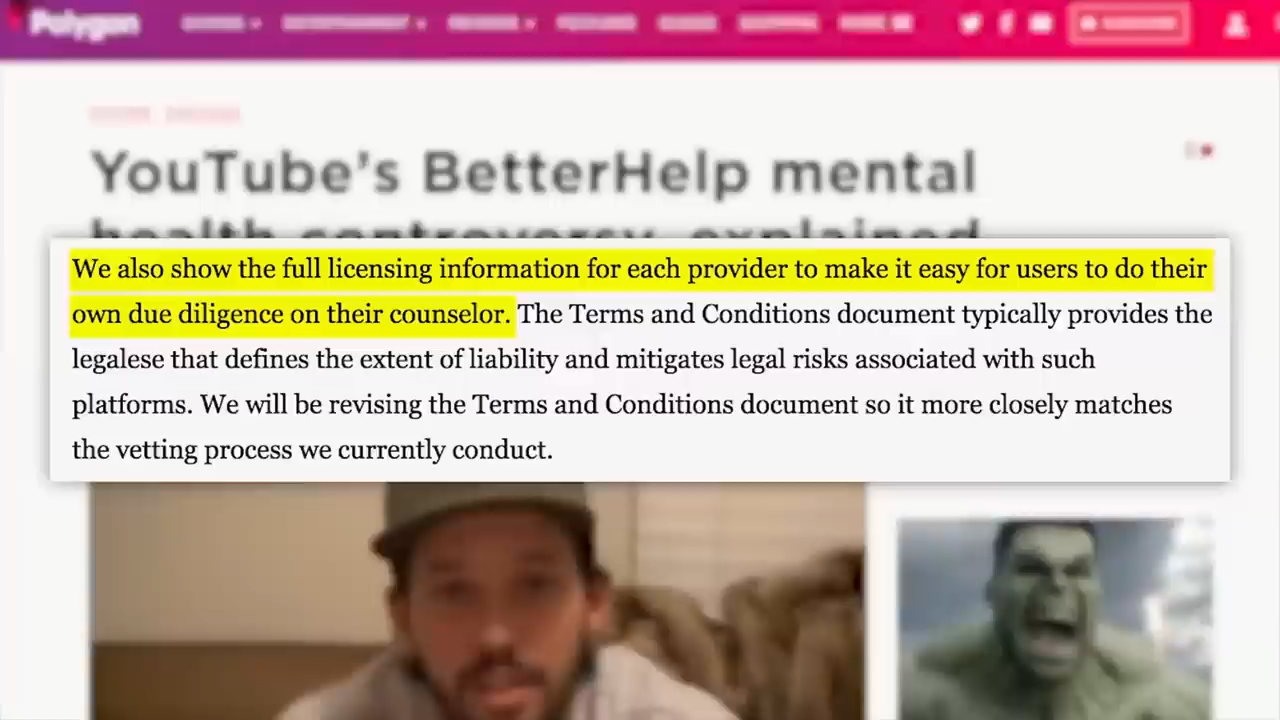 Polygon
YouTube's BetterHelp mental
health controversy, explained
We also show the full licensing information for each provider to make it easy for users to do their
own due diligence on their counselor. The Terms and Conditions document typically provides the
legalese that defines the extent of liability and mitigates legal risks associated with such
platforms. We will be revising the Terms and Conditions document so it more closely matches
the vetting process we currently conduct.